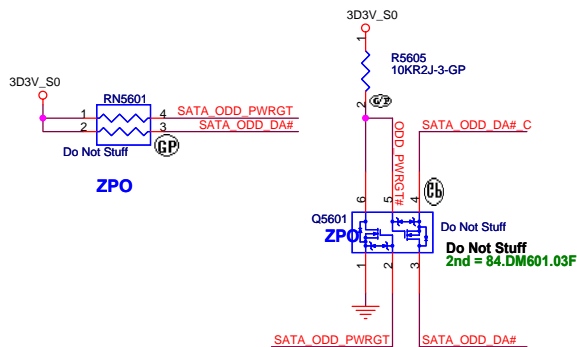 3D3V_S0
1
R5605
10KR2J-3-GP
2
G/P
3D3V_S0
RN5601
1
4
SATA_ODD_PWRGT
2
3
SATA_ODD_DA#
Do Not Stuff
GP
ZPO
ODD_PWRGT#
SATA_ODD_DA#_C
6
5
4
Q5601
ZPO
Do Not Stuff
Do Not Stuff
2nd = 84.DM601.03F
1
2
3
SATA_ODD_PWRGT
SATA_ODD_DA#